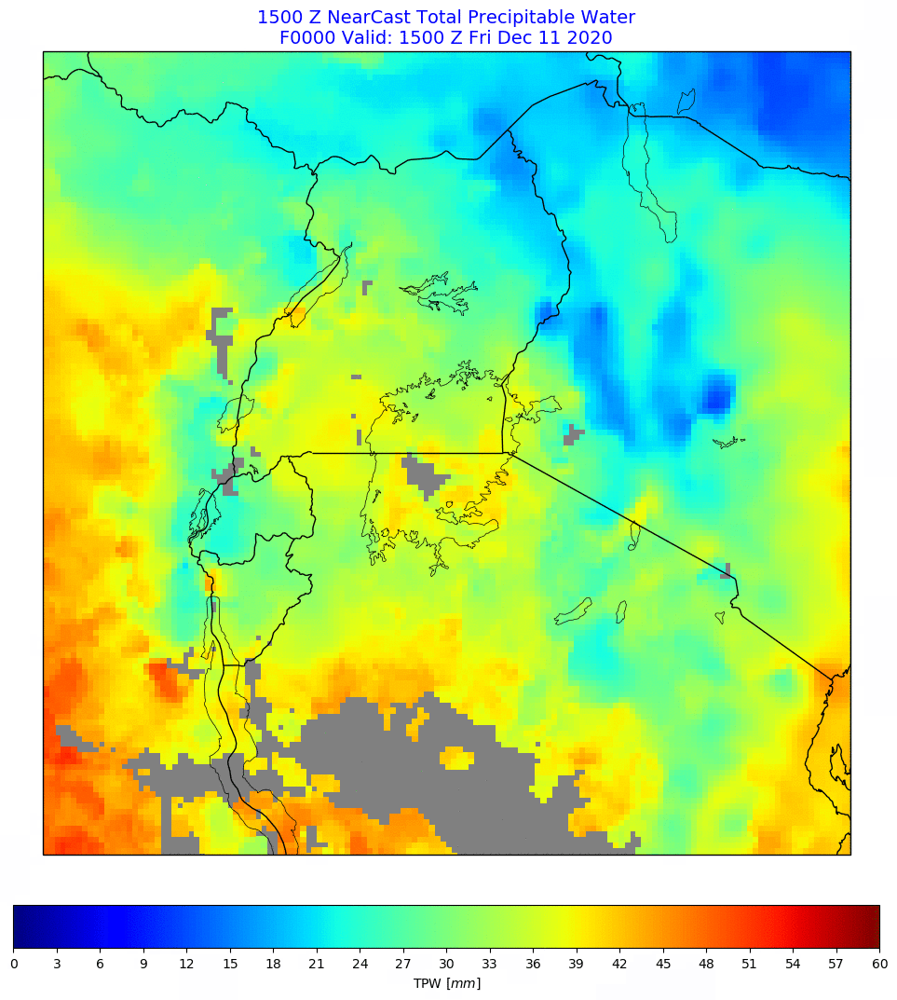 1500 Z NearCast Total Precipitable Water
F0000 Valid: 1500 Z Fri Dec 11 2020
0 3 6 9 12 15 18 21 24 27 30 33 36 39 42 45 48 51 54 57 60
TPW [mm]